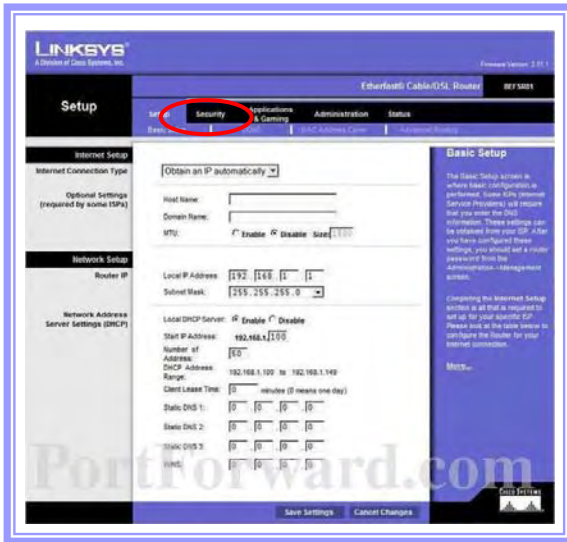 LINKSYS®
A Division of Cisco Systems, Inc.
Firmware Version: 2.01.1
Etherfast® Cable/DSL Router
BEFSR81
Setup
Setup
Security
Applications & Gaming
Administration
Status
DDNS
MAC Address Clone
Advanced Routing
Internet Setup
Internet Connection Type
Obtain an IP automatically
Optional Settings
(required by some ISPs)
Host Name:
Domain Name:
MTU:
Enable
Disable
Size:
Network Setup
Router IP
Local IP Address:
192 . 168 . 1 . 1
Subnet Mask:
255.255.255.0
Network Address
Server Settings (DHCP)
Local DHCP Server:
Enable
Disable
Start IP Address:
192.168.1.
100
Number of
Address:
DHCP Address
Range:
192.168.1.100 to 192.168.1.149
Client Lease Time:
0
minutes (0 means one day)
Static DNS 1:
0 . 0 . 0 . 0
Static DNS 2:
0 . 0 . 0 . 0
Static DNS 3:
0 . 0 . 0 . 0
WINS:
0 . 0 . 0 . 0
Basic Setup
The Basic Setup screen is
where basic configuration is
performed. Some ISPs (Internet
Service Providers) will require
that you enter the DNS
information. These settings can
be obtained from your ISP. After
you have configured these
settings, you should set a router
password from the
Administration->Management
screen.
Completing the Internet Setup
section is all that is required to
set up for your specific ISP.
Please look at the table below to
configure the Router for your
Internet connection.
More...
PortForward.com
Save Settings
Cancel Changes
CISCO SYSTEMS